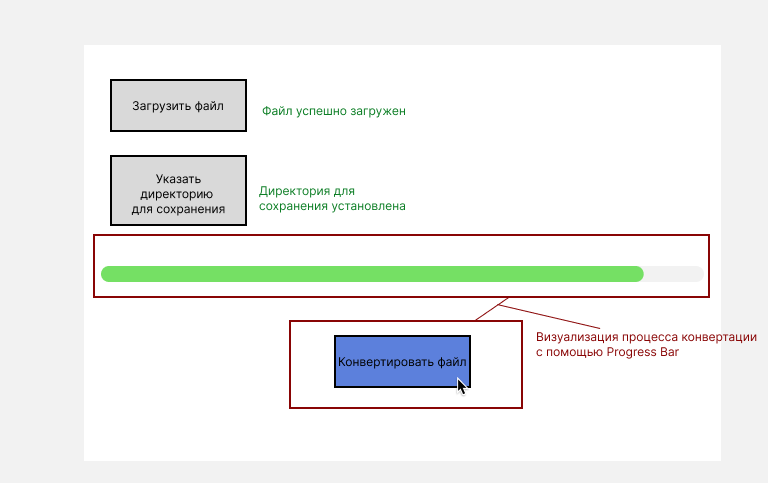 Загрузить файл
Файл успешно загружен
Указать
директорию
для сохранения
Директория для
сохранения установлена
Визуализация процесса конвертации
с помощью Progress Bar
Конвертировать файл